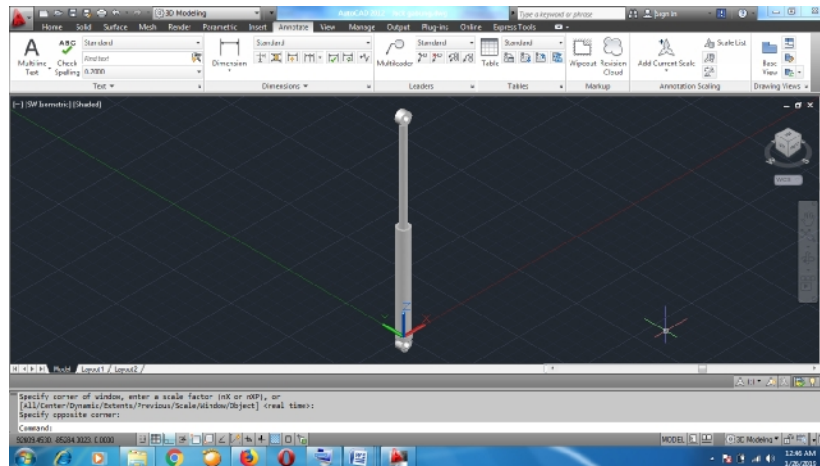 3D Modeling
Type a keyword or phrase
Sign In
Home Solid Surface Mesh Render Parametric Insert Annotate View Manage Output Plug-ins Online Express Tools
Multiline Text
ABC
Check Spelling
Standard
Find text
0.2000
Dimension
Standard
Multileader
Standard
Table
Standard
Wipeout
Revision Cloud
Add Current Scale
Scale List
Base View
Text
Dimensions
Leaders
Tables
Markup
Annotation Scaling
Drawing Views
[-] [SW Isometric] [Shaded]
WCS
Z
X
Y
Model Layout1 Layout2
Specify corner of window, enter a scale factor (nX or nXP), or
[All/Center/Dynamic/Extents/Previous/Scale/Window/Object] <real time>:
Specify opposite corner:
Command:
MODEL
3D Modeling
12:46 AM